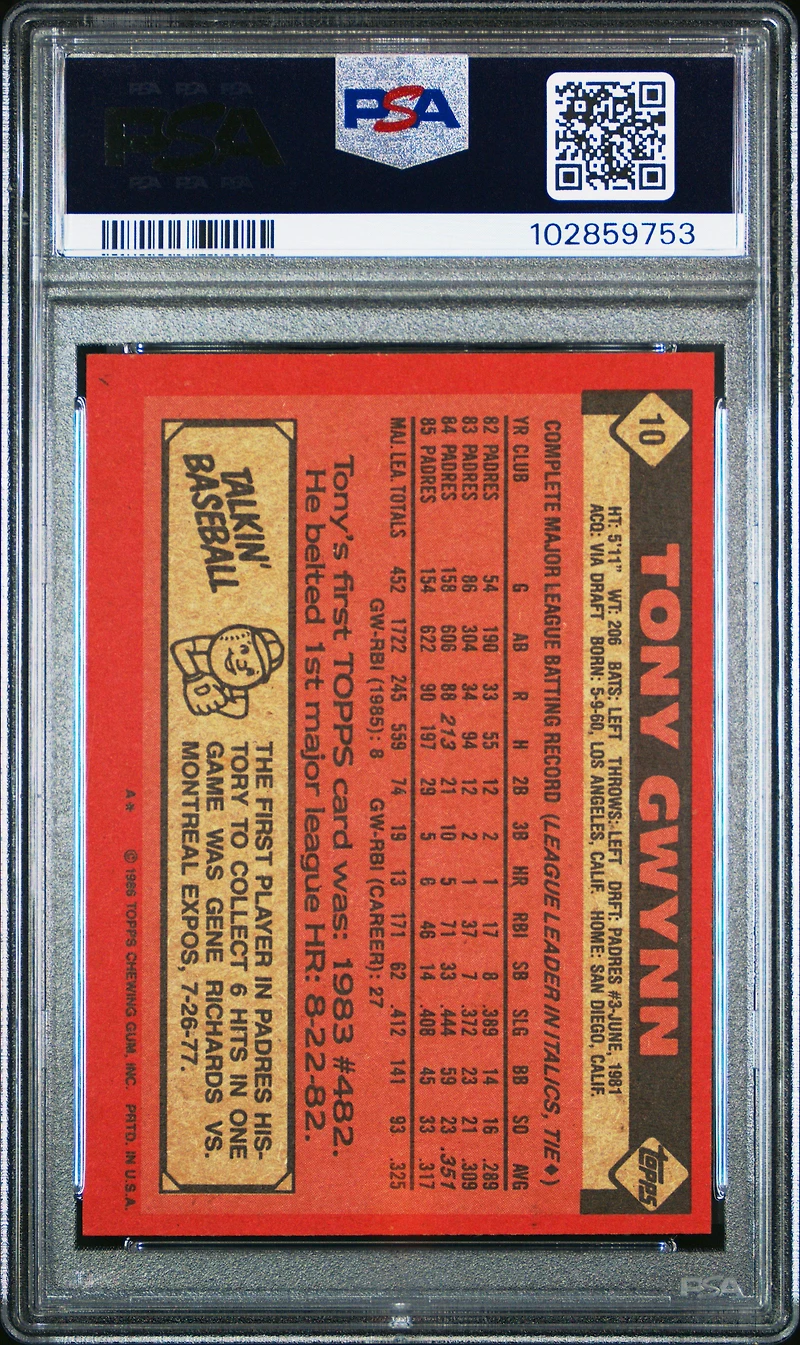 PSA PSA PSA
PSA
PSA PSA PSA
PSA
102859753
10
TONY GWYNN
topps
HT: 5'11" WT: 206 BATS: LEFT THROWS: LEFT DRFT: PADRES #3-JUNE, 1981
ACQ: VIA DRAFT BORN: 5-9-60, LOS ANGELES, CALIF. HOME: SAN DIEGO, CALIF.
COMPLETE MAJOR LEAGUE BATTING RECORD (LEAGUE LEADER IN ITALICS, TIE♦)
YR CLUB G AB R H 2B 3B HR RBI SB SLG BB SO AVG
82 PADRES 54 190 33 55 12 2 1 17 8 .389 14 16 .289
83 PADRES 86 304 34 94 12 2 1 37 7 .372 23 21 .309
84 PADRES 158 606 88 213 21 10 5 71 33 .444 59 23 .351
85 PADRES 154 622 90 197 29 5 6 46 14 .408 45 33 .317
MAJ. LEA. TOTALS 452 1722 245 559 74 19 13 171 62 .412 141 93 .325
GW-RBI (1985): 8 GW-RBI (CAREER): 27
Tony's first TOPPS card was: 1983 #482.
He belted 1st major league HR: 8-22-82.
TALKIN'
BASEBALL
THE FIRST PLAYER IN PADRES HIS-
TORY TO COLLECT 6 HITS IN ONE
GAME WAS GENE RICHARDS VS.
MONTREAL EXPOS, 7-26-77.
A* © 1986 TOPPS CHEWING GUM, INC. PRTD. IN U.S.A.
PSA